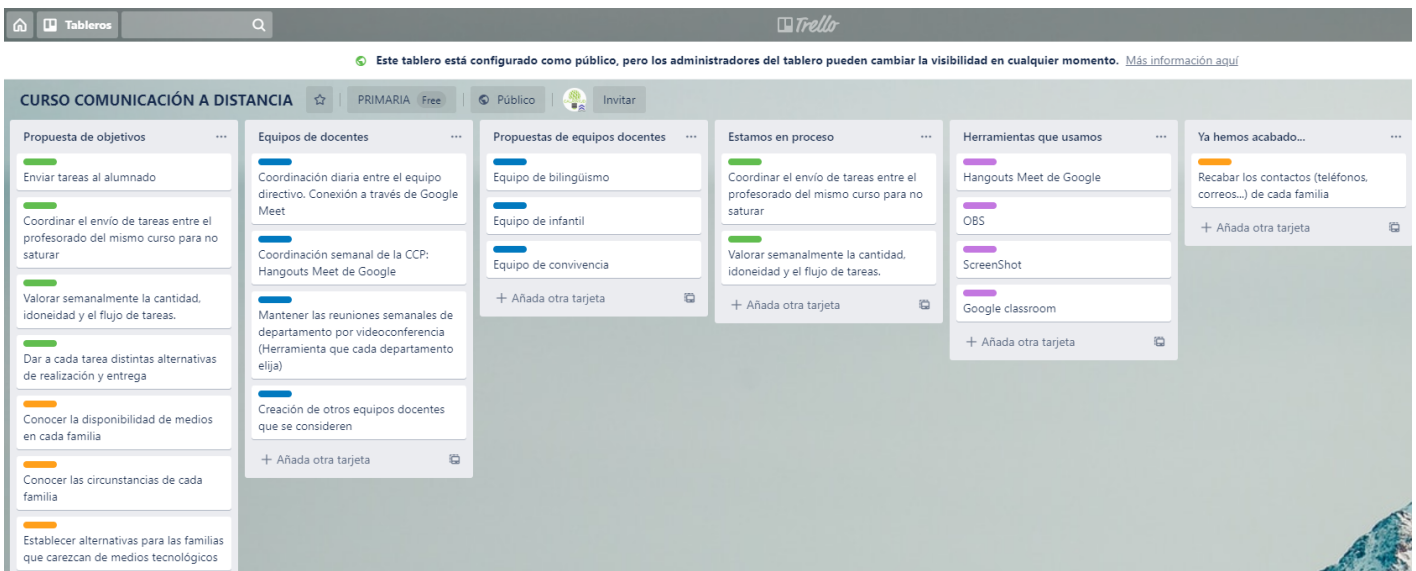 Tableros
Trello
Este tablero está configurado como público, pero los administradores del tablero pueden cambiar la visibilidad en cualquier momento. Más información aquí
CURSO COMUNICACIÓN A DISTANCIA
PRIMARIA Free
Público
Invitar
Propuesta de objetivos
Enviar tareas al alumnado
Coordinar el envío de tareas entre el
profesorado del mismo curso para no
saturar
Valorar semanalmente la cantidad,
idoneidad y el flujo de tareas.
Dar a cada tarea distintas alternativas
de realización y entrega
Conocer la disponibilidad de medios
en cada familia
Conocer las circunstancias de cada
familia
Establecer alternativas para las familias
que carezcan de medios tecnológicos
Equipos de docentes
Coordinación diaria entre el equipo
directivo. Conexión a través de Google
Meet
Coordinación semanal de la CCP:
Hangouts Meet de Google
Mantener las reuniones semanales de
departamento por videoconferencia
(Herramienta que cada departamento
elija)
Creación de otros equipos docentes
que se consideren
+ Añada otra tarjeta
Propuestas de equipos docentes
Equipo de bilingüismo
Equipo de infantil
Equipo de convivencia
+ Añada otra tarjeta
Estamos en proceso
Coordinar el envío de tareas entre el
profesorado del mismo curso para no
saturar
Valorar semanalmente la cantidad,
idoneidad y el flujo de tareas.
+ Añada otra tarjeta
Herramientas que usamos
Hangouts Meet de Google
OBS
ScreenShot
Google classroom
+ Añada otra tarjeta
Ya hemos acabado...
Recabar los contactos (teléfonos,
correos...) de cada familia
+ Añada otra tarjeta